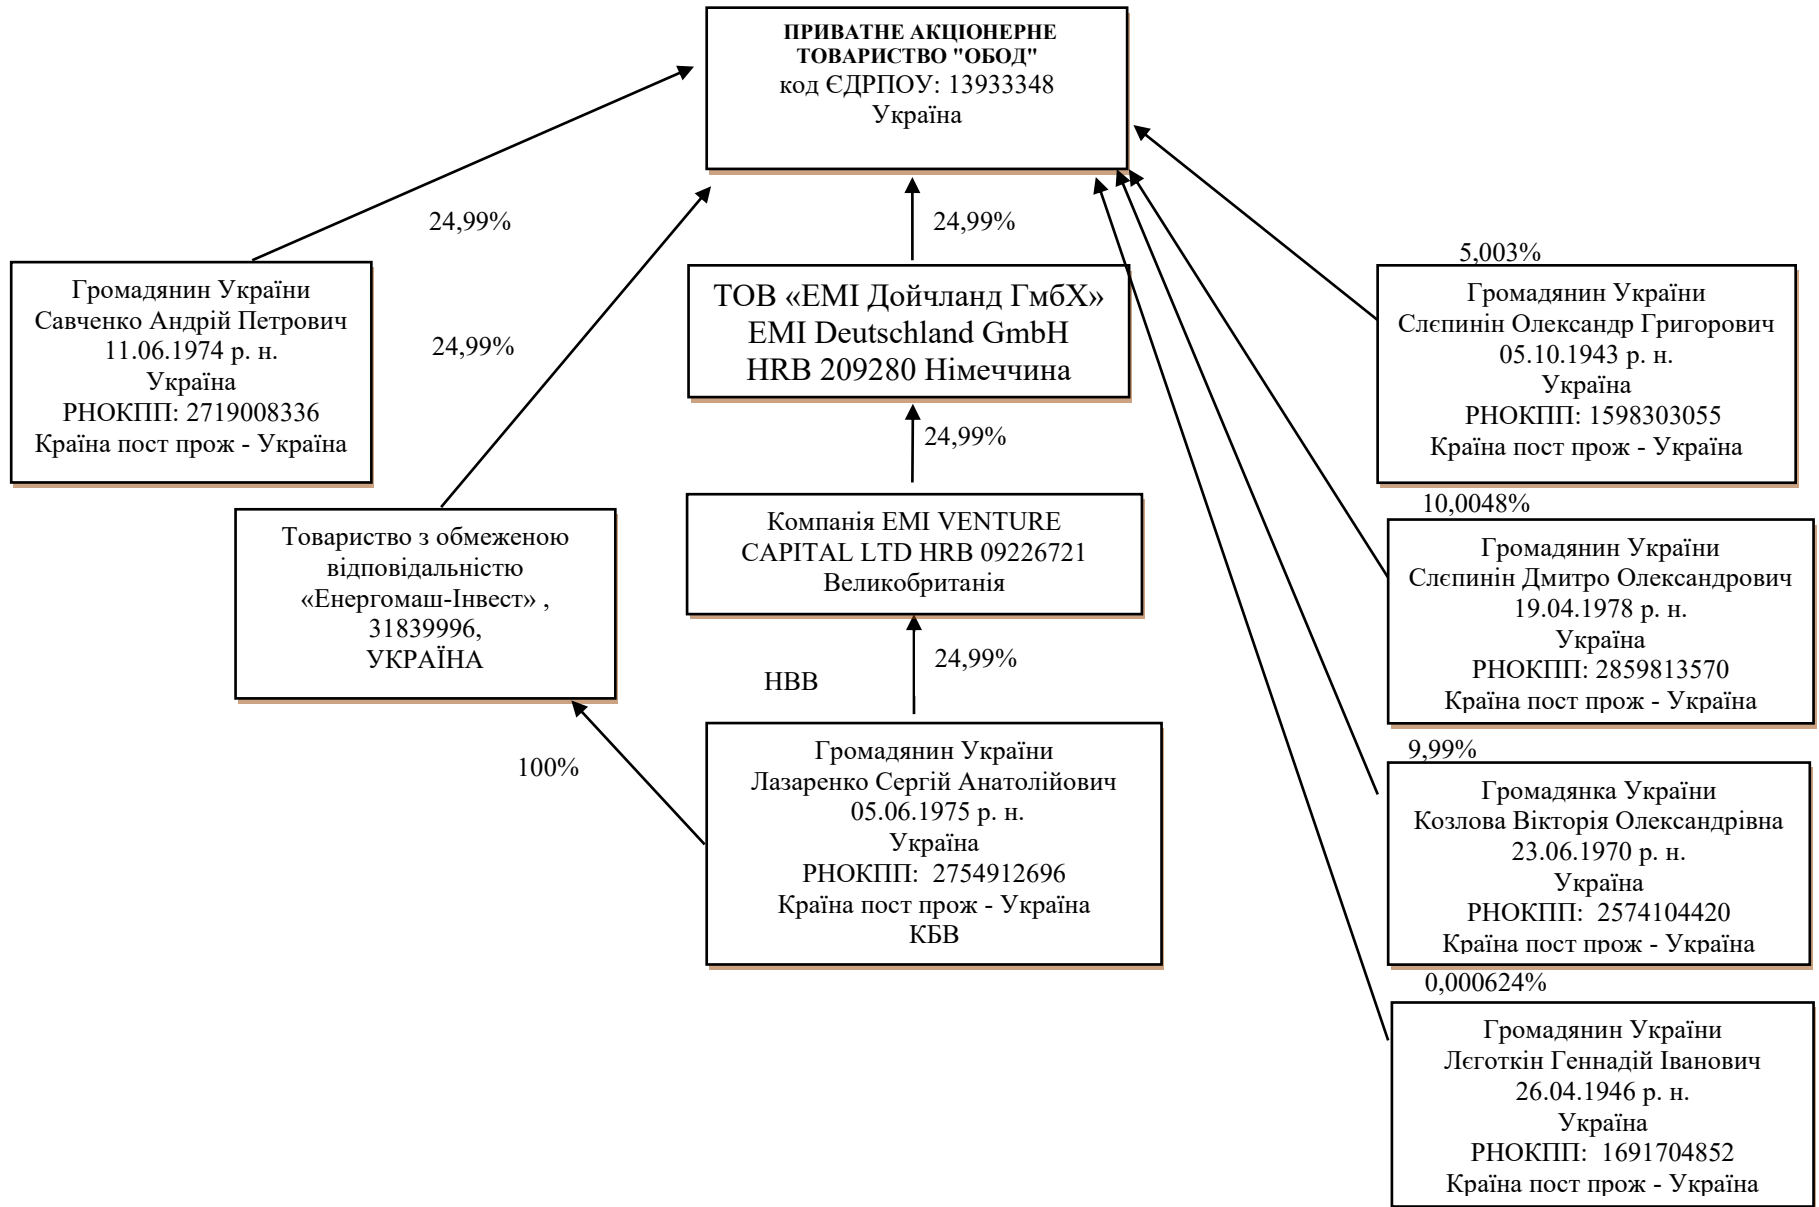 ПРИВАТНЕ АКЦІОНЕРНЕ
ТОВАРИСТВО "ОБОД"
код ЄДРПОУ: 13933348
Україна
24,99%
24,99%
24,99%
5,003%
Громадянин України
Савченко Андрій Петрович
11.06.1974 р. н.
Україна
РНОКПП: 2719008336
Країна пост прож - Україна
ТОВ «ЕМІ Дойчланд ГмбХ»
EMI Deutschland GmbH
HRB 209280 Німеччина
Громадянин України
Слєпинін Олександр Григорович
05.10.1943 р. н.
Україна
РНОКПП: 1598303055
Країна пост прож - Україна
24,99%
10,0048%
Товариство з обмеженою
відповідальністю
«Енергомаш-Інвест» ,
31839996,
УКРАЇНА
Компанія EMI VENTURE
CAPITAL LTD HRB 09226721
Великобританія
Громадянин України
Слєпинін Дмитро Олександрович
19.04.1978 р. н.
Україна
РНОКПП: 2859813570
Країна пост прож - Україна
24,99%
НВВ
100%
9,99%
Громадянин України
Лазаренко Сергій Анатолійович
05.06.1975 р. н.
Україна
РНОКПП: 2754912696
Країна пост прож - Україна
КБВ
Громадянка України
Козлова Вікторія Олександрівна
23.06.1970 р. н.
Україна
РНОКПП: 2574104420
Країна пост прож - Україна
0,000624%
Громадянин України
Лєготкін Геннадій Іванович
26.04.1946 р. н.
Україна
РНОКПП: 1691704852
Країна пост прож - Україна